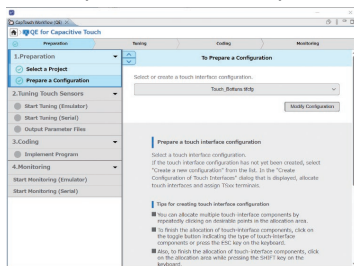 CapTouch Workflow (QE)
QE for Capacitive Touch
Preparation
Tuning
Coding
Monitoring
1.Preparation
Select a Project
Prepare a Configuration
2.Tuning Touch Sensors
Start Tuning (Emulator)
Start Tuning (Serial)
Output Parameter Files
3.Coding
Implement Program
4.Monitoring
Start Monitoring (Emulator)
Start Monitoring (Serial)
To Prepare a Configuration
Select or create a touch interface configuration.
Touch_Buttons.tifcfg
Modify Configuration
Prepare a touch interface configuration
Select a touch interface configuration.
If the touch interface configuration has not yet been created, select
"Create a new configuration" from the list. In the "Create
Configuration of Touch Interfaces" dialog that is displayed, allocate
touch interfaces and assign TSxx terminals.
Tips for creating touch interface configuration
You can allocate multiple touch-interface components by
repeatedly clicking on desired points in the allocation area.
To finish the allocation of touch-interface components, click on
the toggle button indicating the type of touch-interface
components or press the ESC key on the keyboard.
Also, to finish the allocation of touch-interface components, click
on the allocation area while pressing the SHIFT key on the
keyboard.